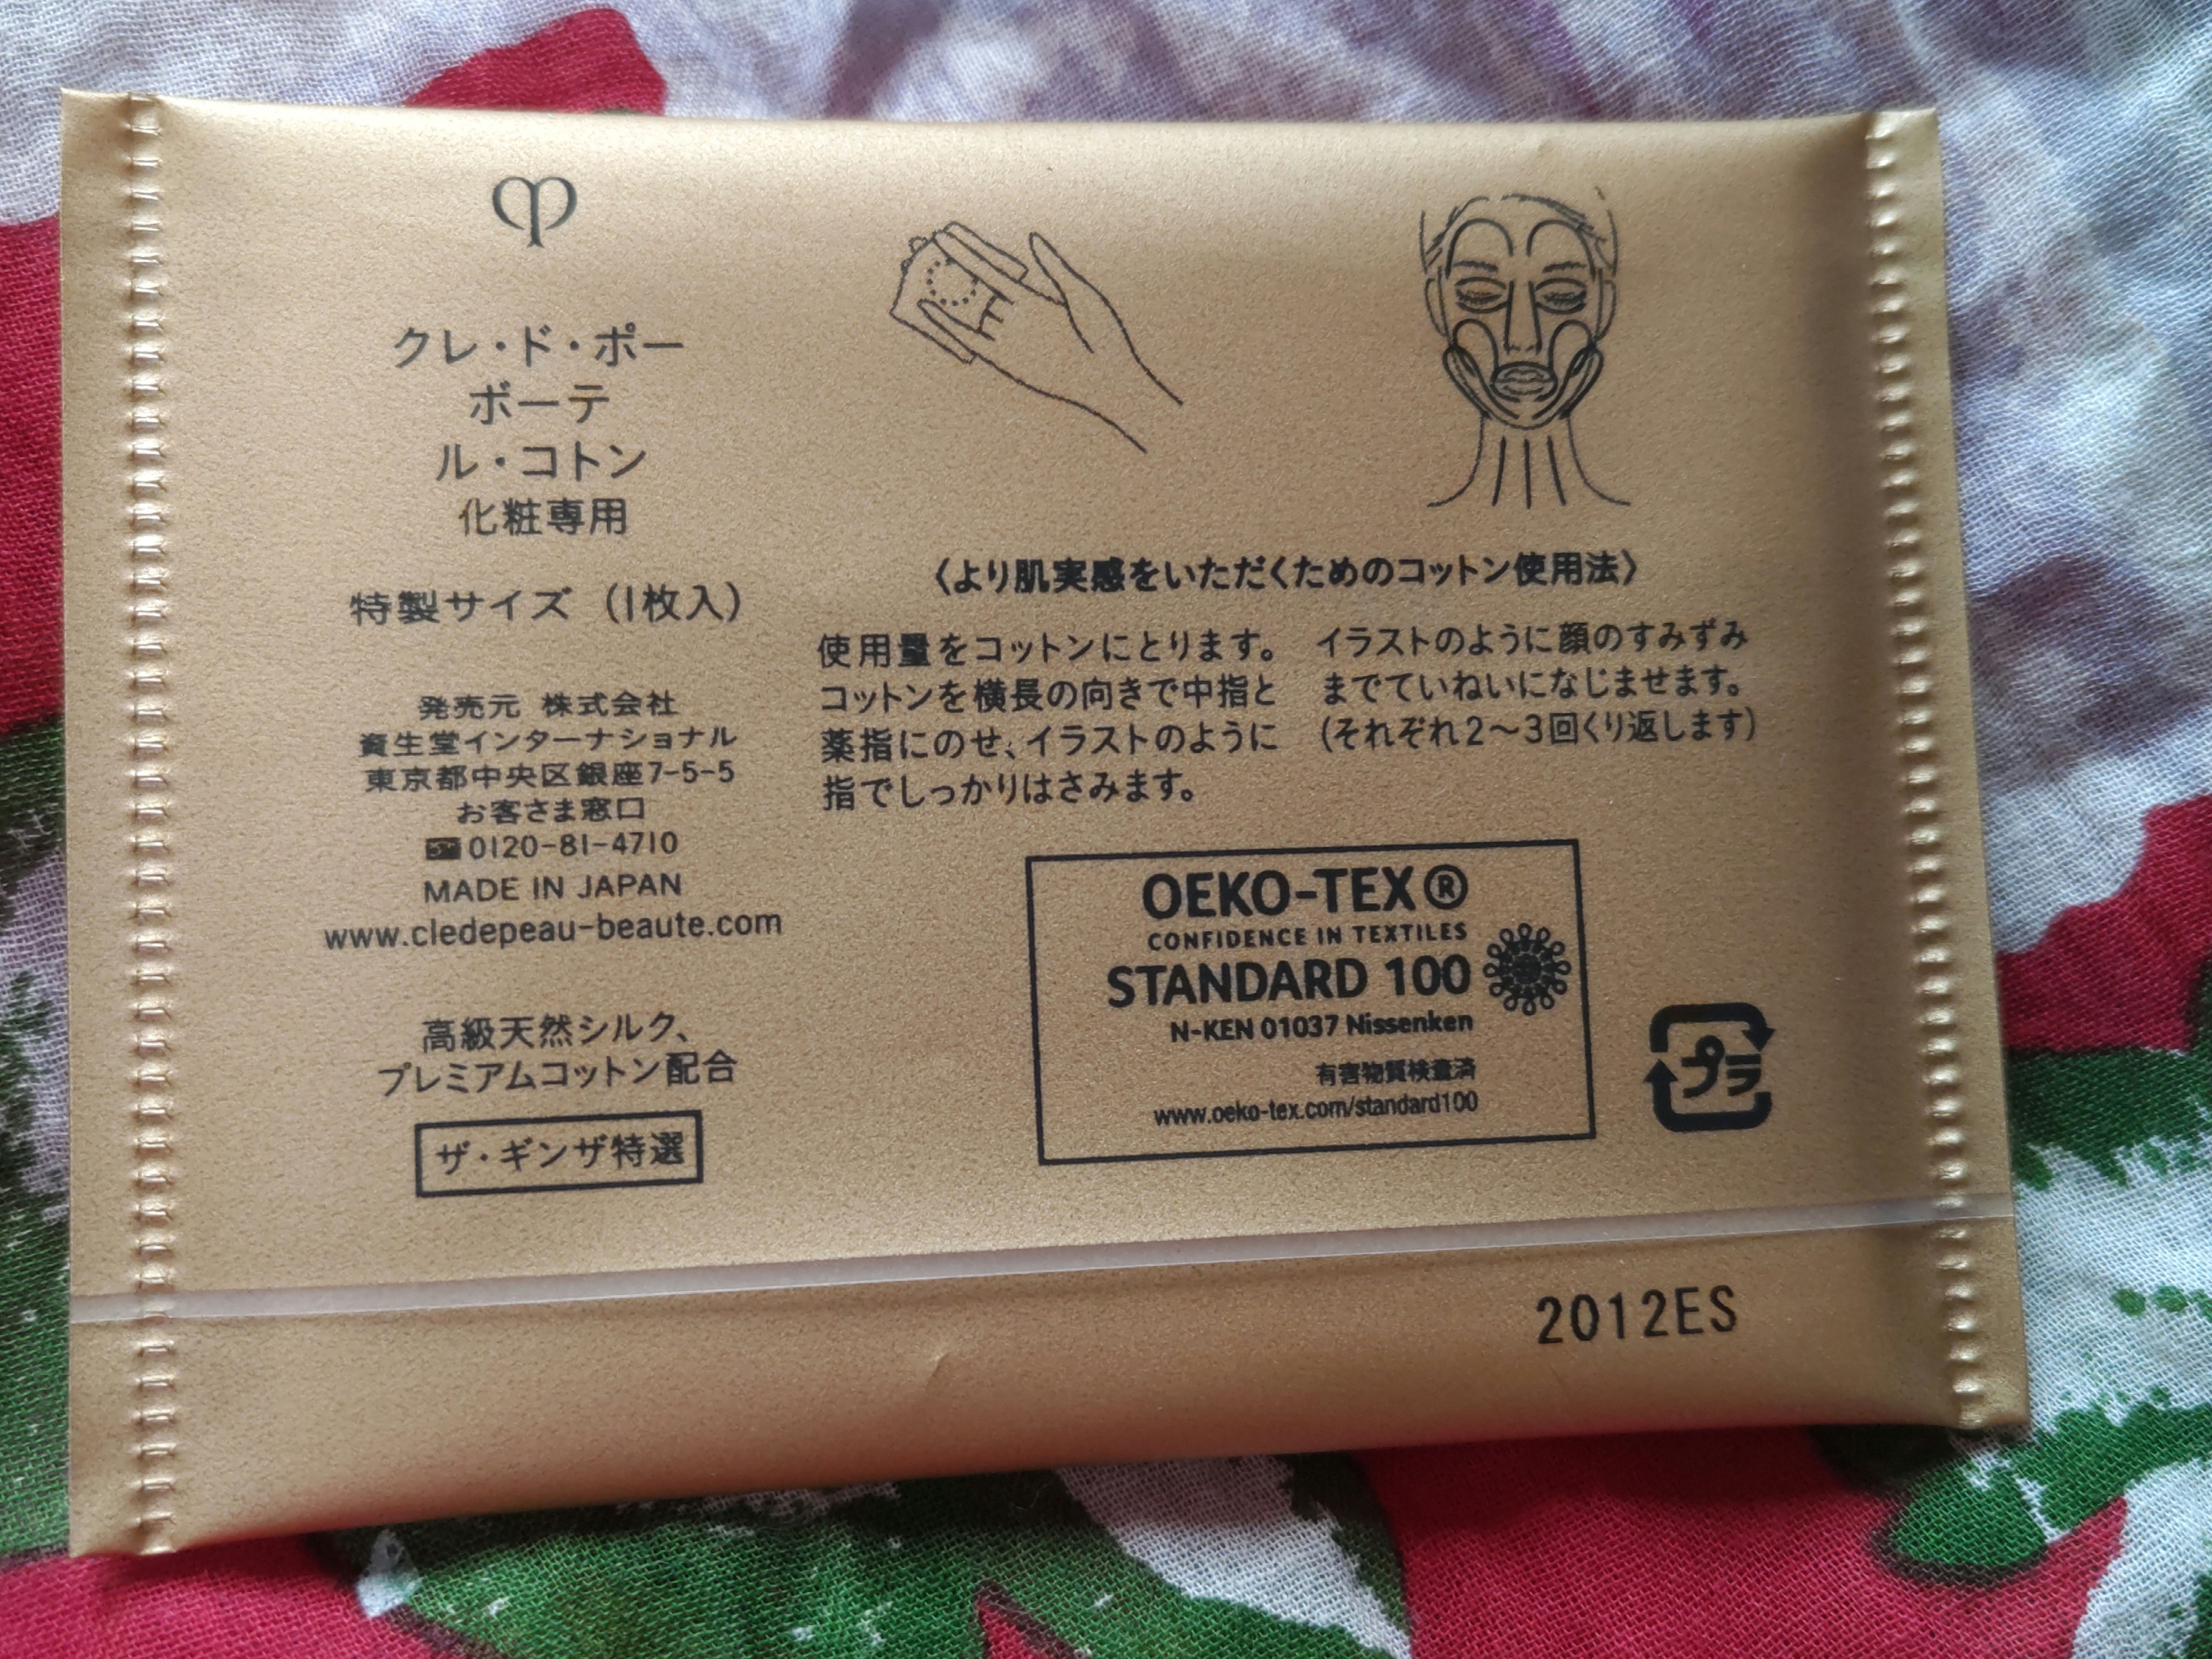 クレ・ド・ポー
ボーテ
ル・コトン
化粧専用
特製サイズ (1枚入)
発売元 株式会社
資生堂インターナショナル
東京都中央区銀座7-5-5
お客さま窓口
0120-81-4710
MADE IN JAPAN
www.cledepeau-beaute.com
高級天然シルク、
プレミアムコットン配合
ザ・ギンザ特選
〈より肌実感をいただくためのコットン使用法〉
使用量をコットンにとります。
コットンを横長の向きで中指と
薬指にのせ、イラストのように
指でしっかりはさみます。
イラストのように顔のすみずみ
までていねいになじませます。
(それぞれ2〜3回くり返します)
OEKO-TEX®
CONFIDENCE IN TEXTILES
STANDARD 100
N-KEN 01037 Nissenken
有害物質検査済
www.oeko-tex.com/standard100
プラ
2012ES